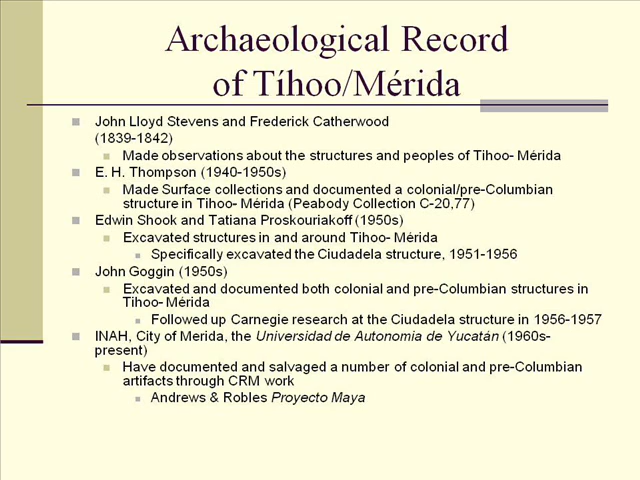 Archaeological Record
of Tíhoo/Mérida
John Lloyd Stevens and Frederick Catherwood
(1839-1842)
Made observations about the structures and peoples of Tihoo- Mérida
E. H. Thompson (1940-1950s)
Made Surface collections and documented a colonial/pre-Columbian
structure in Tihoo- Mérida (Peabody Collection C-20,77)
Edwin Shook and Tatiana Proskouriakoff (1950s)
Excavated structures in and around Tihoo- Mérida
Specifically excavated the Ciudadela structure, 1951-1956
John Goggin (1950s)
Excavated and documented both colonial and pre-Columbian structures in
Tihoo- Mérida
Followed up Carnegie research at the Ciudadela structure in 1956-1957
INAH, City of Merida, the Universidad de Autonomia de Yucatán (1960s-
present)
Have documented and salvaged a number of colonial and pre-Columbian
artifacts through CRM work
Andrews & Robles Proyecto Maya